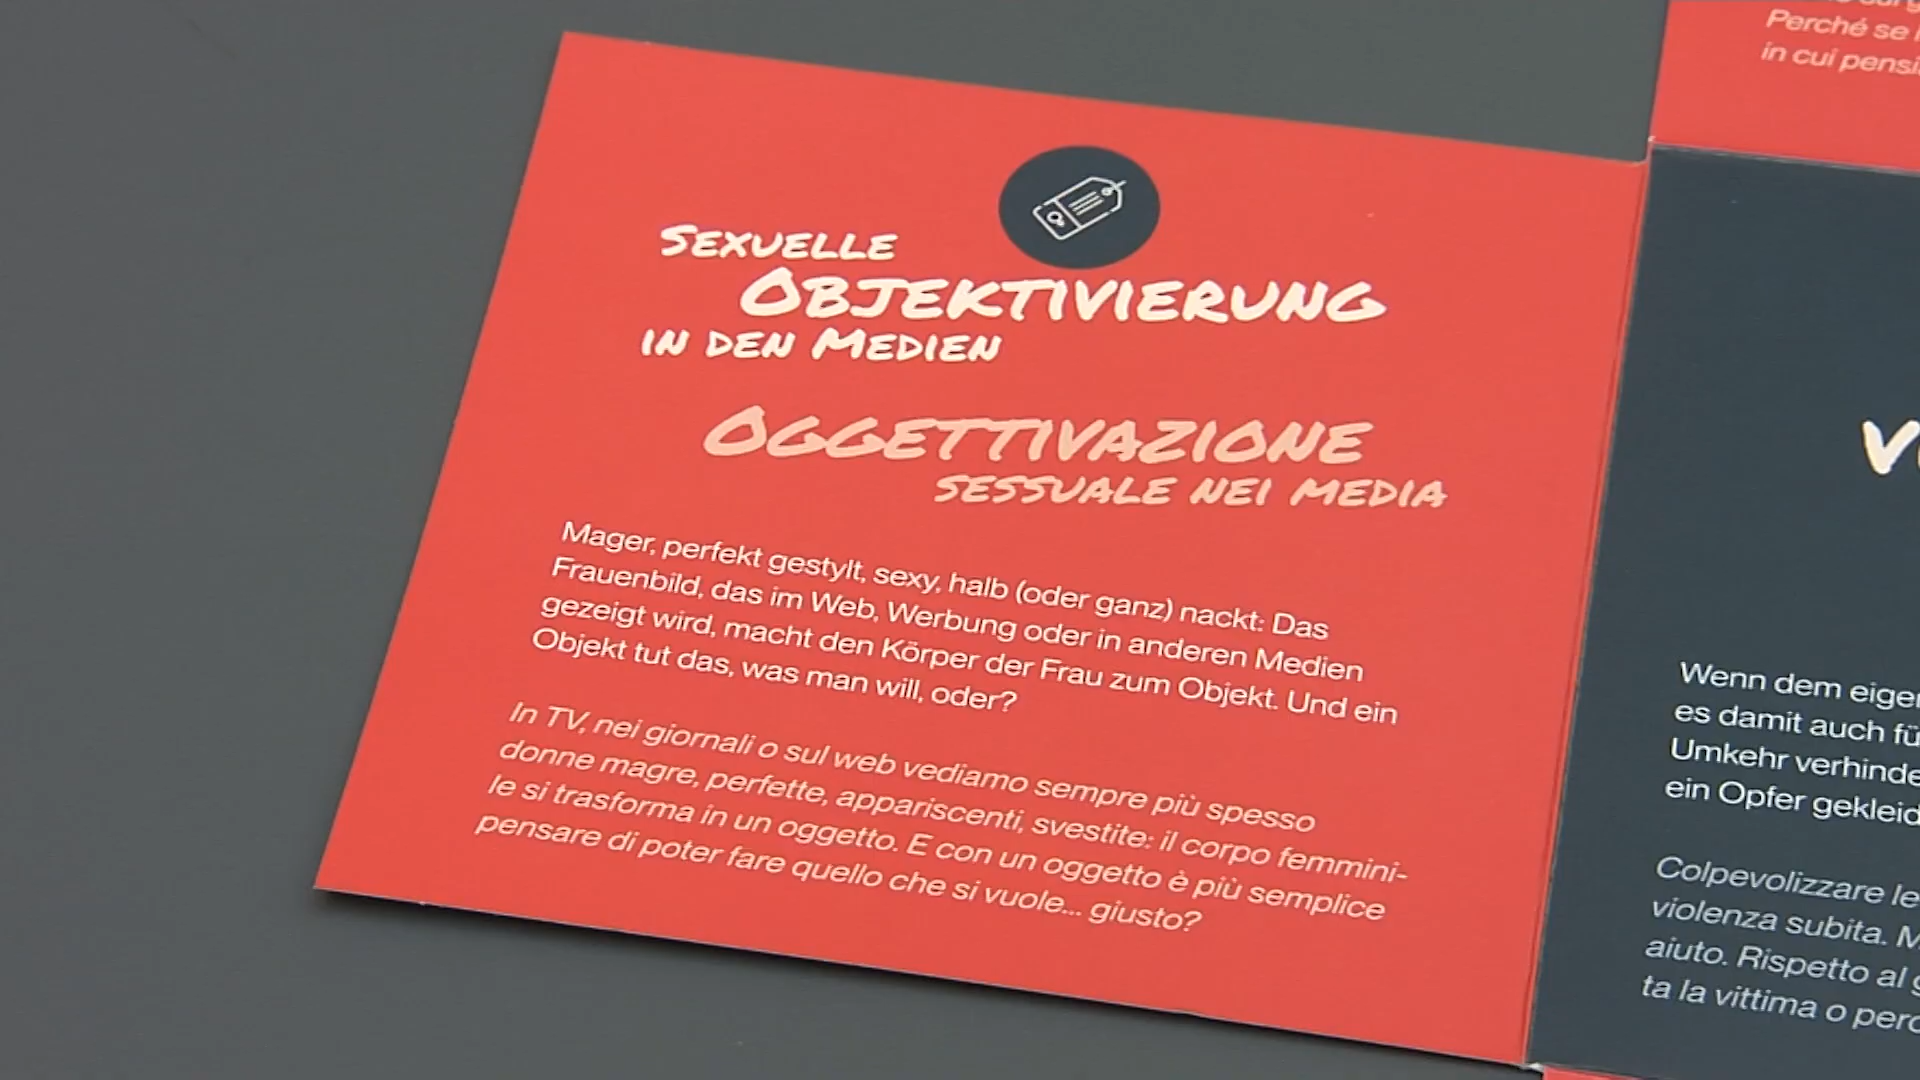 Sexuelle
Objektivierung
in den Medien
Oggettivazione
sessuale nei media
Mager, perfekt gestylt, sexy, halb (oder ganz) nackt: Das
Frauenbild, das im Web, Werbung oder in anderen Medien
gezeigt wird, macht den Körper der Frau zum Objekt. Und ein
Objekt tut das, was man will, oder?
In TV, nei giornali o sul web vediamo sempre più spesso
donne magre, perfette, appariscenti, svestite: il corpo femmini-
le si trasforma in un oggetto. E con un oggetto è più semplice
pensare di poter fare quello che si vuole... giusto?
Perché se
in cui pensi
Wenn dem eige
es damit auch fü
Umkehr verhinde
ein Opfer gekleid
Colpevolizzare le
violenza subita. M
aiuto. Rispetto al g
ta la vittima o perc